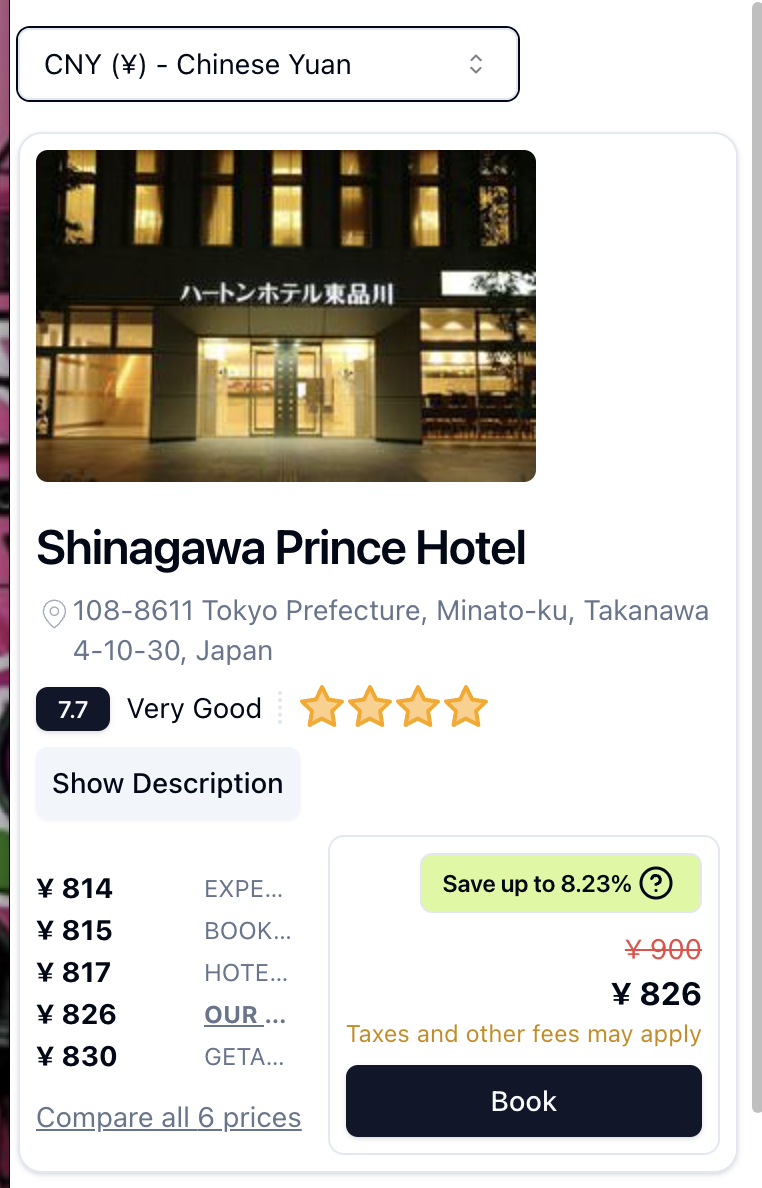 CNY (¥) - Chinese Yuan
ハートンホテル東品川
Shinagawa Prince Hotel
108-8611 Tokyo Prefecture, Minato-ku, Takanawa
4-10-30, Japan
7.7 Very Good
Show Description
¥ 814 EXPE...
¥ 815 BOOK...
¥ 817 HOTE...
¥ 826 OUR ...
¥ 830 GETA...
Compare all 6 prices
Save up to 8.23% ?
¥ 900
¥ 826
Taxes and other fees may apply
Book